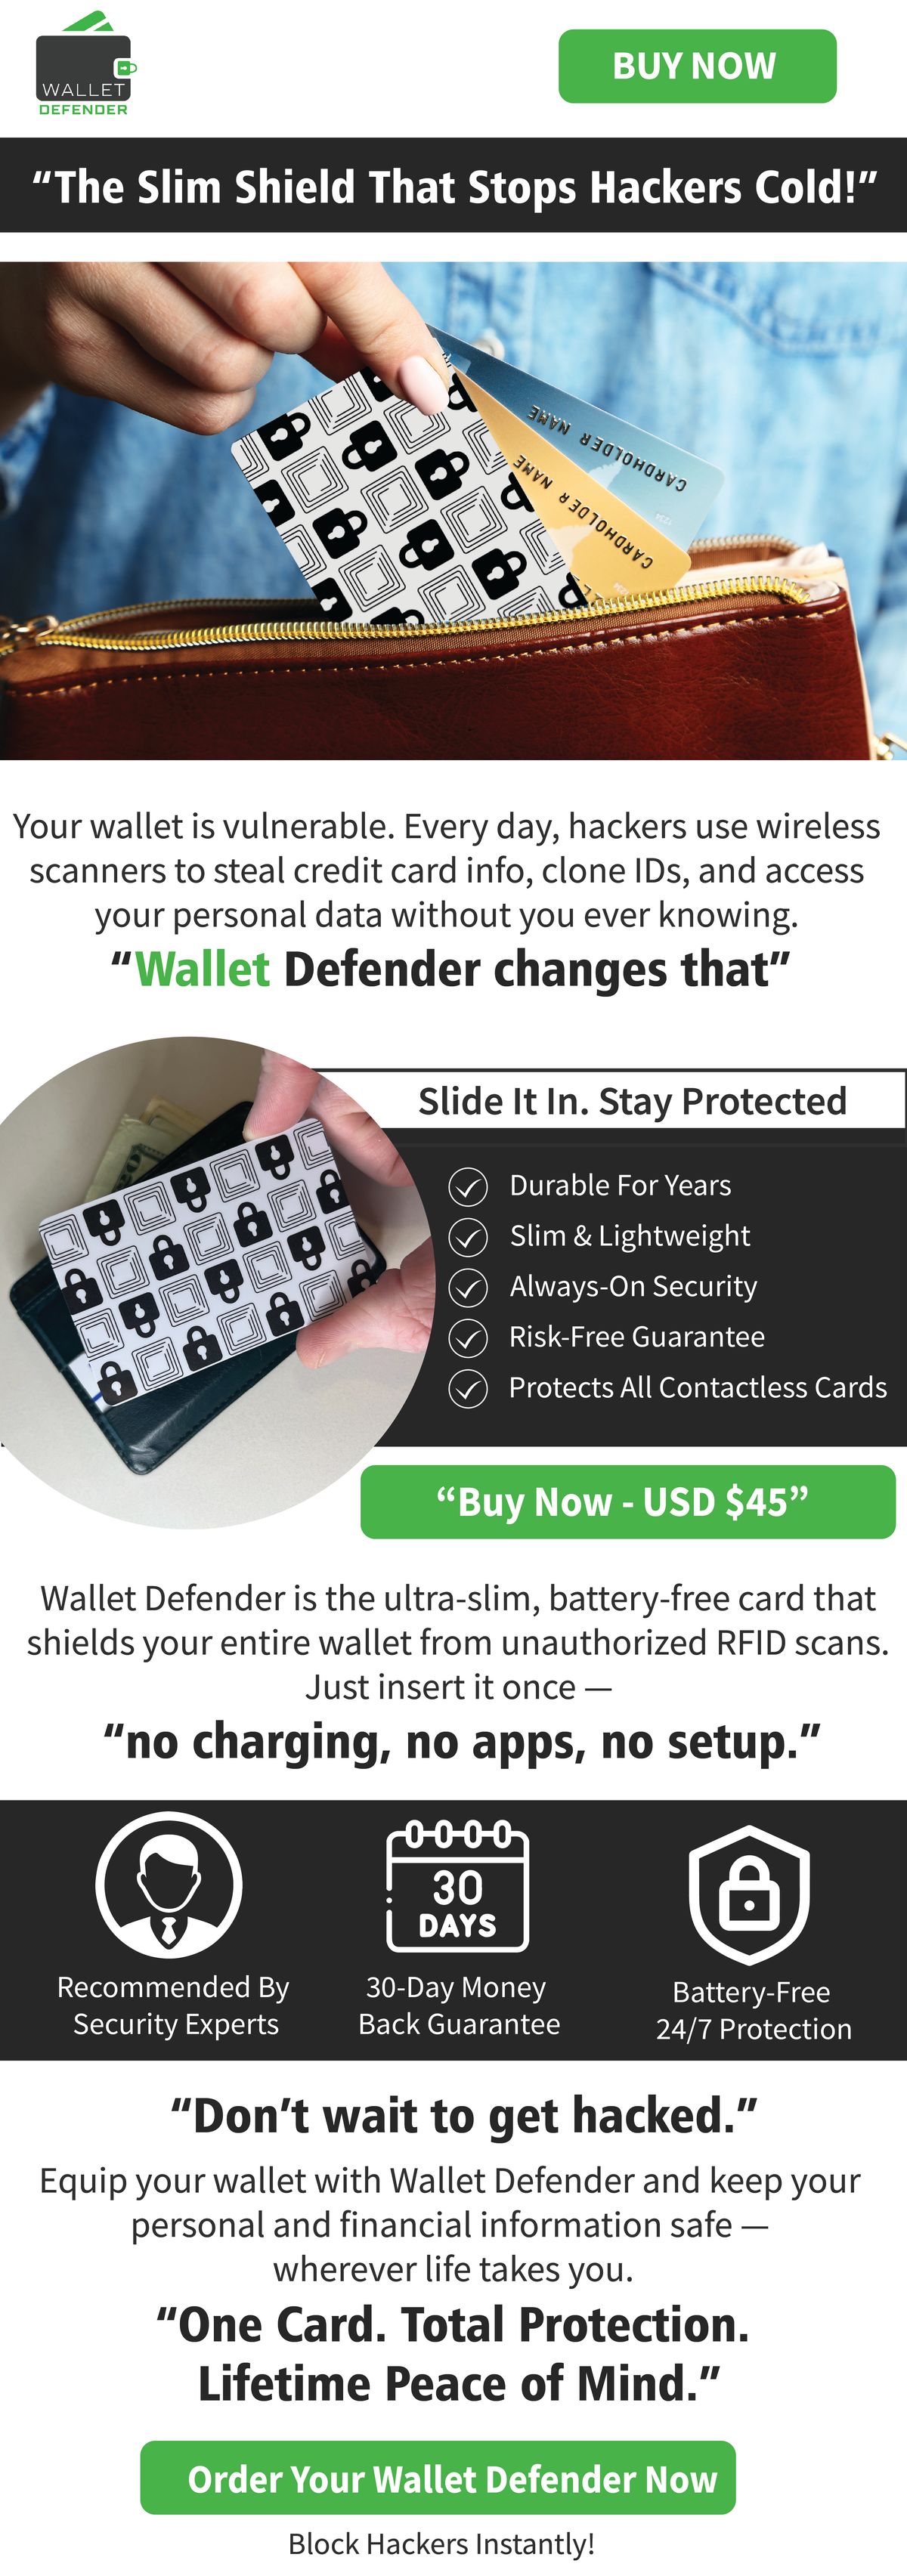 WALLET
DEFENDER
BUY NOW
“The Slim Shield That Stops Hackers Cold!”
CARDHOLDER NAME
1234
CARDHOLDER NAME
Your wallet is vulnerable. Every day, hackers use wireless
scanners to steal credit card info, clone IDs, and access
your personal data without you ever knowing.
“Wallet Defender changes that”
Slide It In. Stay Protected
Durable For Years
Slim & Lightweight
Always-On Security
Risk-Free Guarantee
Protects All Contactless Cards
“Buy Now - USD $45”
Wallet Defender is the ultra-slim, battery-free card that
shields your entire wallet from unauthorized RFID scans.
Just insert it once —
“no charging, no apps, no setup.”
30
DAYS
Recommended By
Security Experts
30-Day Money
Back Guarantee
Battery-Free
24/7 Protection
“Don’t wait to get hacked.”
Equip your wallet with Wallet Defender and keep your
personal and financial information safe —
wherever life takes you.
“One Card. Total Protection.
Lifetime Peace of Mind.”
Order Your Wallet Defender Now
Block Hackers Instantly!